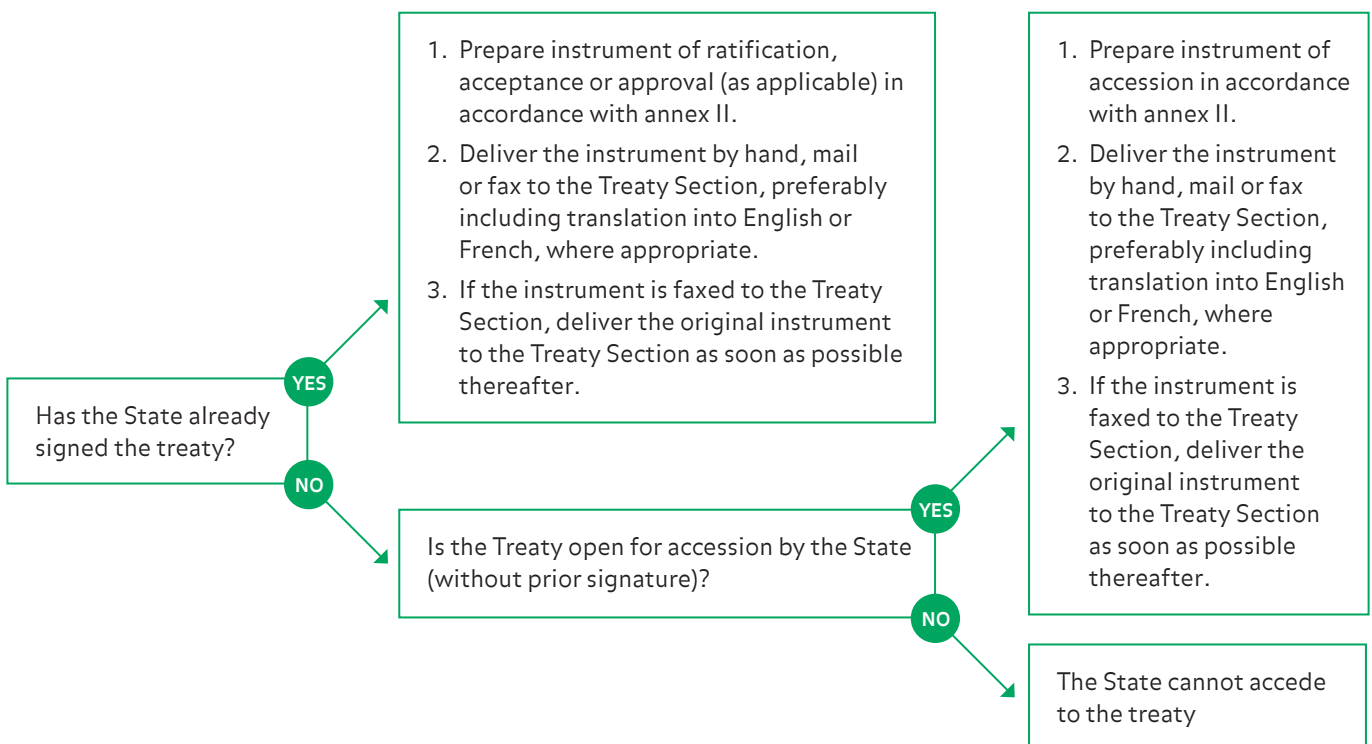 Has the State already
signed the treaty?
YES
NO
1. Prepare instrument of ratification,
acceptance or approval (as applicable) in
accordance with annex II.
2. Deliver the instrument by hand, mail
or fax to the Treaty Section, preferably
including translation into English or
French, where appropriate.
3. If the instrument is faxed to the Treaty
Section, deliver the original instrument
to the Treaty Section as soon as possible
thereafter.
Is the Treaty open for accession by the State
(without prior signature)?
YES
NO
1. Prepare instrument of
accession in accordance
with annex II.
2. Deliver the instrument
by hand, mail or fax
to the Treaty Section,
preferably including
translation into English
or French, where
appropriate.
3. If the instrument is
faxed to the Treaty
Section, deliver the
original instrument
to the Treaty Section
as soon as possible
thereafter.
The State cannot accede
to the treaty